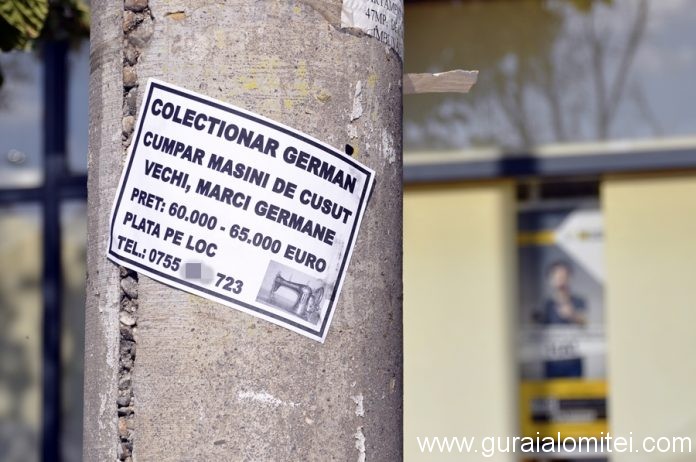 47MP.
COLECTIONAR GERMAN
CUMPAR MASINI DE CUSUT
VECHI, MARCI GERMANE
PRET: 60.000 - 65.000 EURO
PLATA PE LOC
TEL.: 0755 723
www.guraialomitei.com